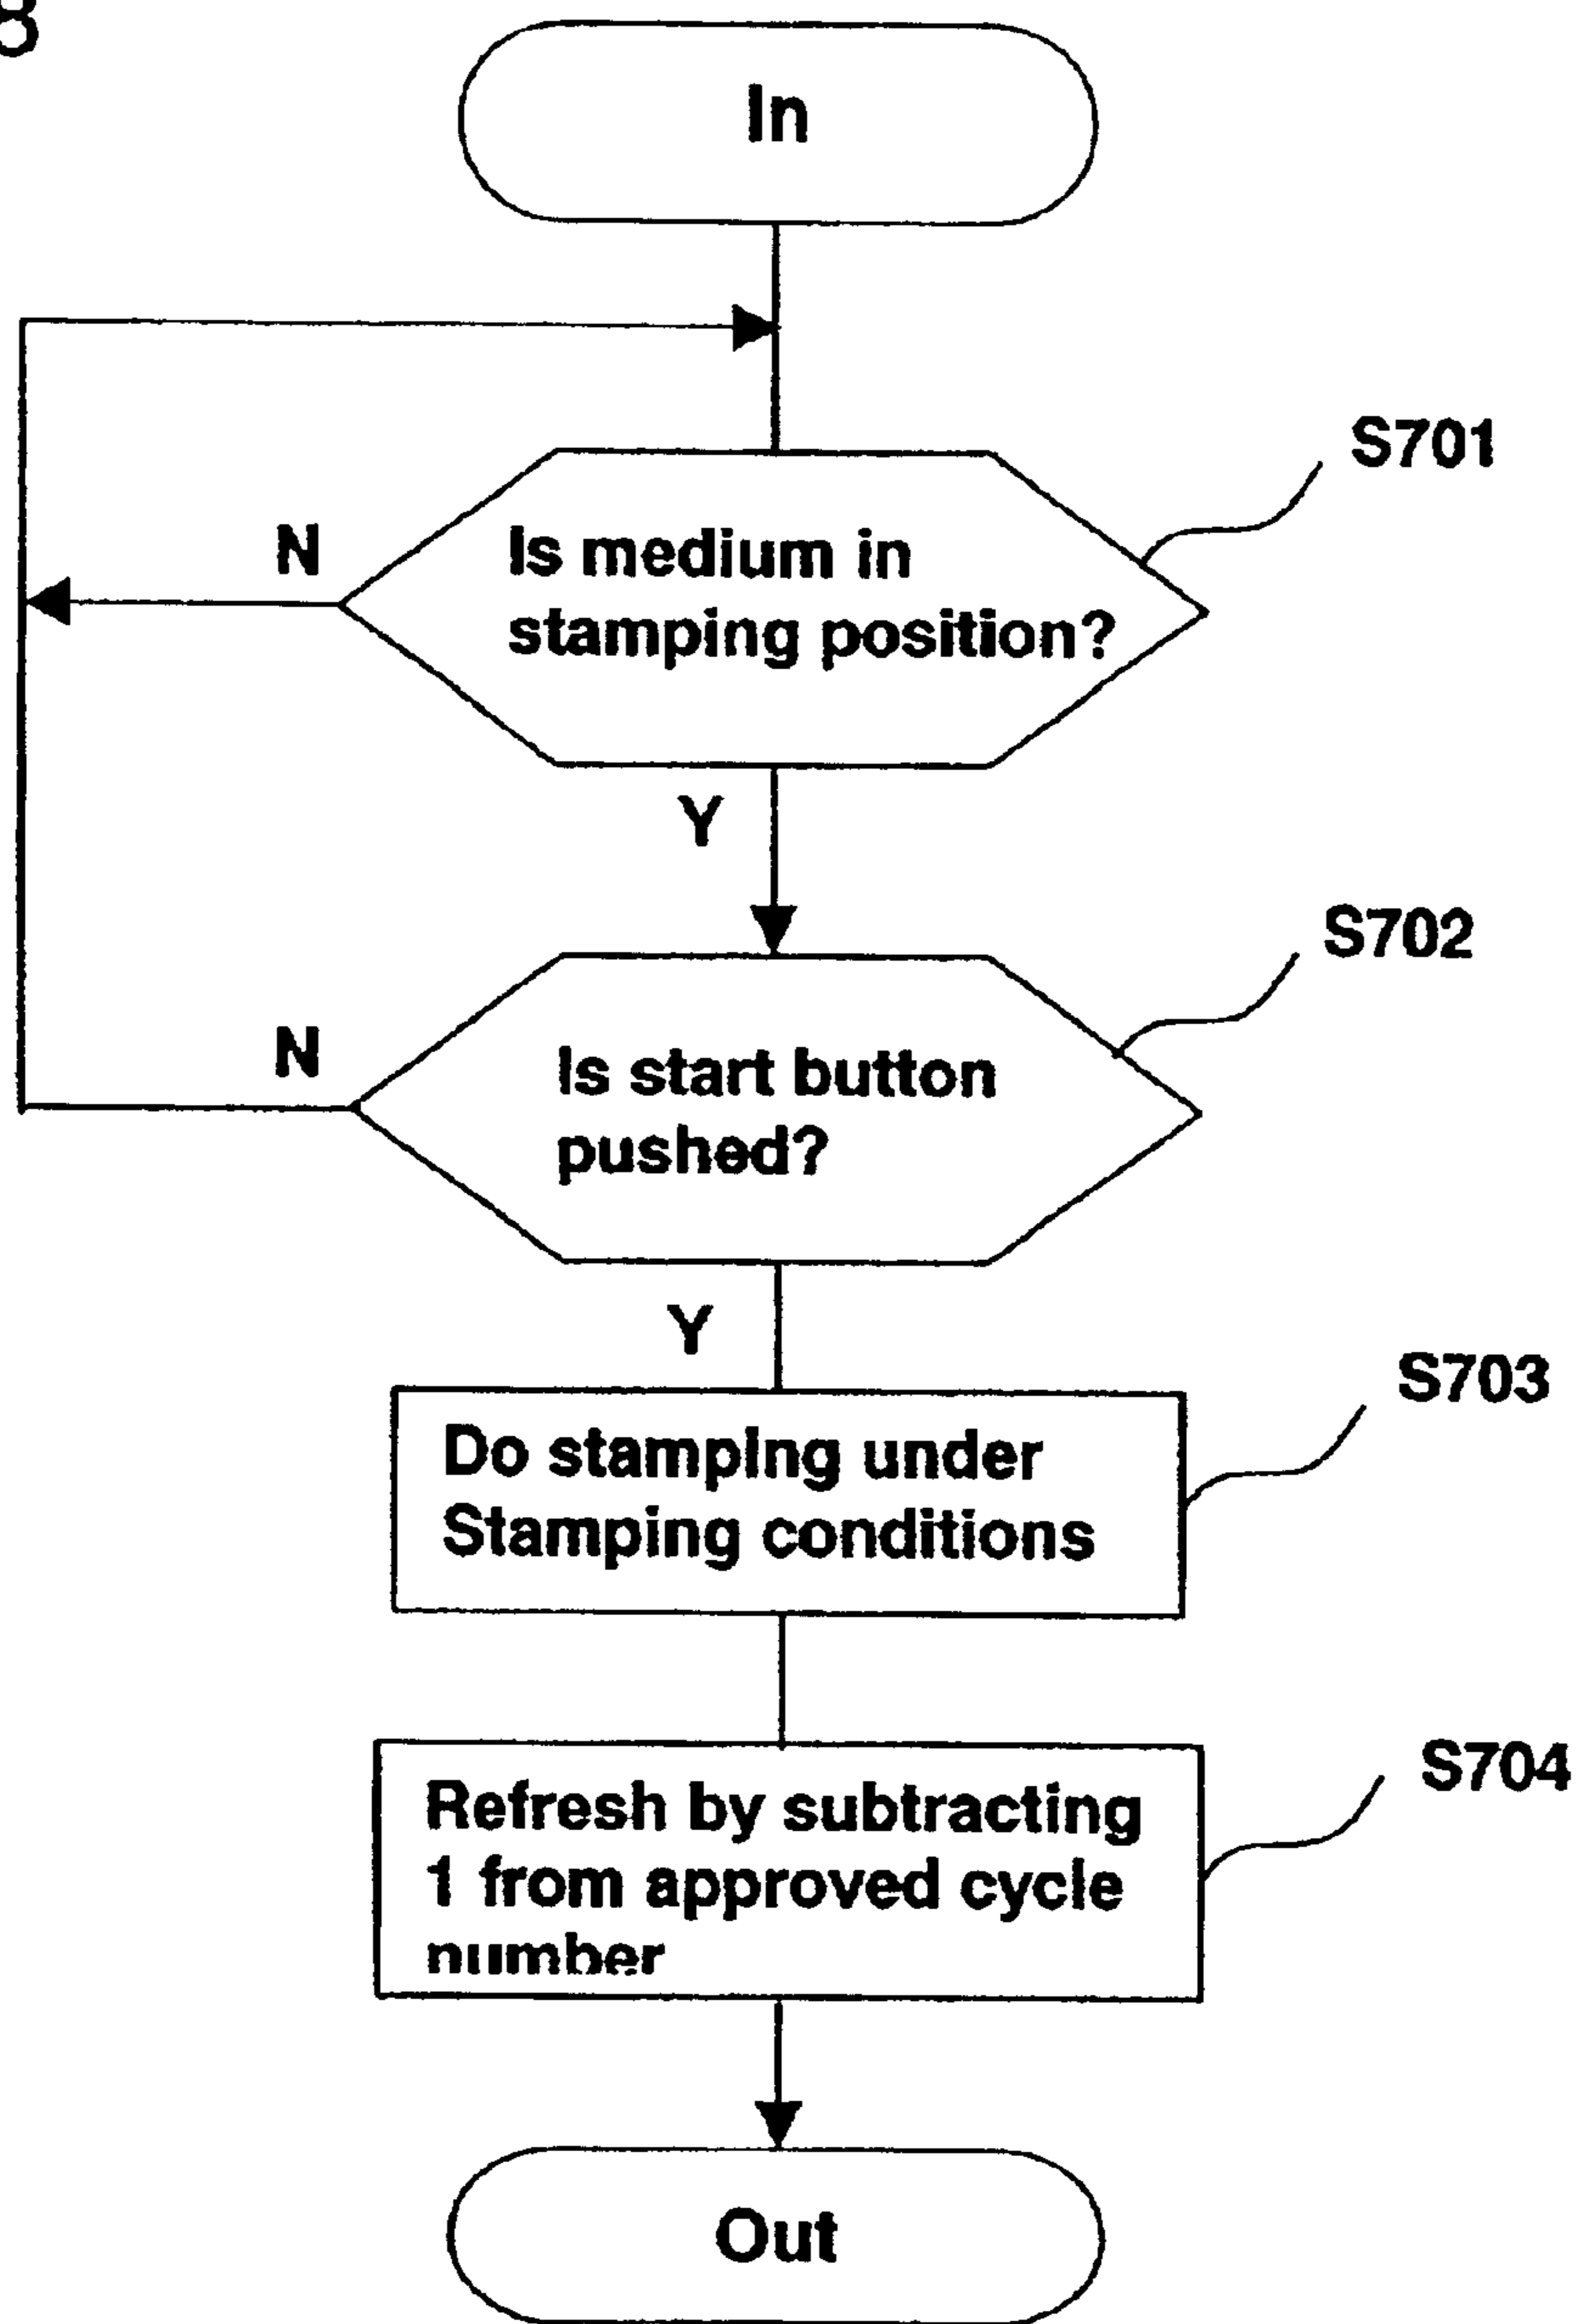 8
In
S701
N
Is medium in
stamping position?
Y
S702
N
Is start button
pushed?
Y
S703
Do stamping under
Stamping conditions
S704
Refresh by subtracting
1 from approved cycle
number
Out